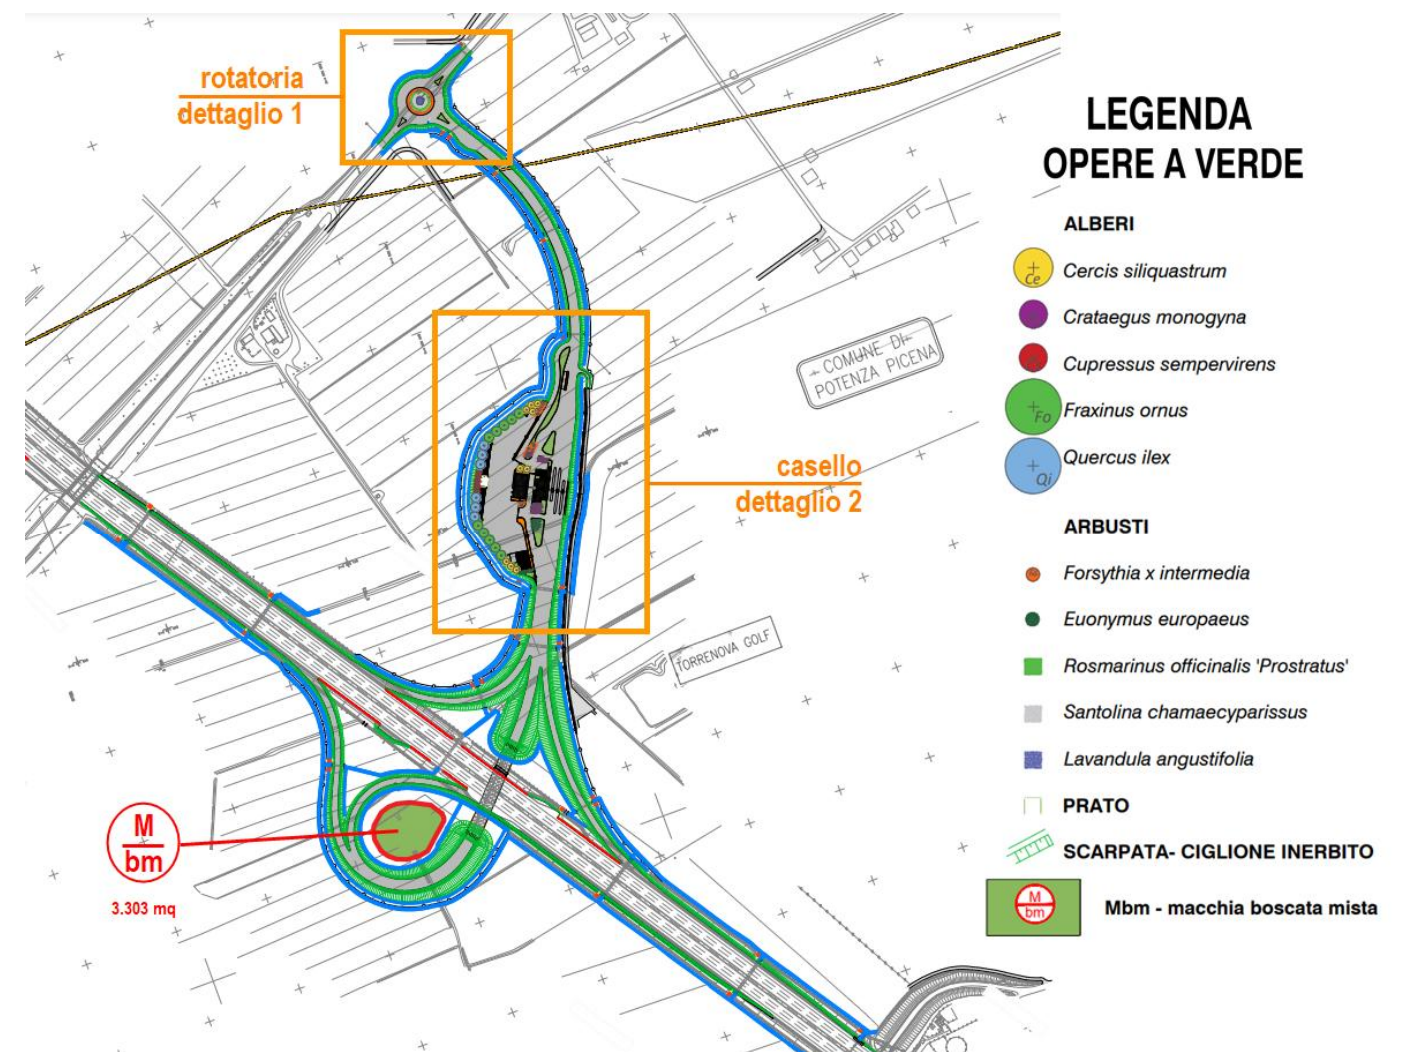 rotatoria
dettaglio 1
COMUNE DI
POTENZA PICENA
casello
dettaglio 2
TORRENOVA GOLF
M
bm
3.303 mq
LEGENDA
OPERE A VERDE
ALBERI
Ce
Cercis siliquastrum
Crataegus monogyna
Cupressus sempervirens
Fo
Fraxinus ornus
Qi
Quercus ilex
ARBUSTI
Forsythia x intermedia
Euonymus europaeus
Rosmarinus officinalis 'Prostratus'
Santolina chamaecyparissus
Lavandula angustifolia
PRATO
SCARPATA- CIGLIONE INERBITO
M
bm
Mbm - macchia boscata mista